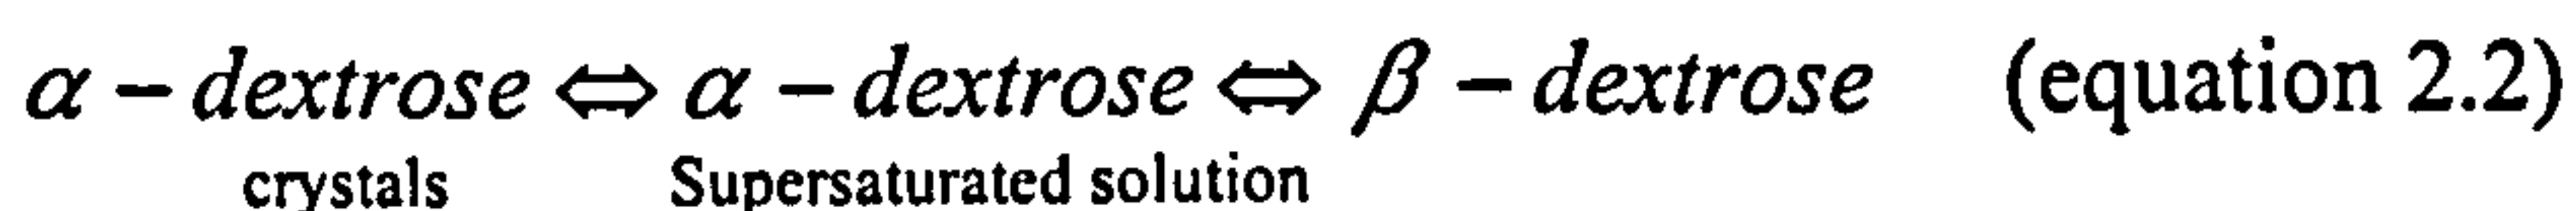 α – dextrose ⇔ α – dextrose ⇔ β – dextrose (equation 2.2)
crystals Supersaturated solution